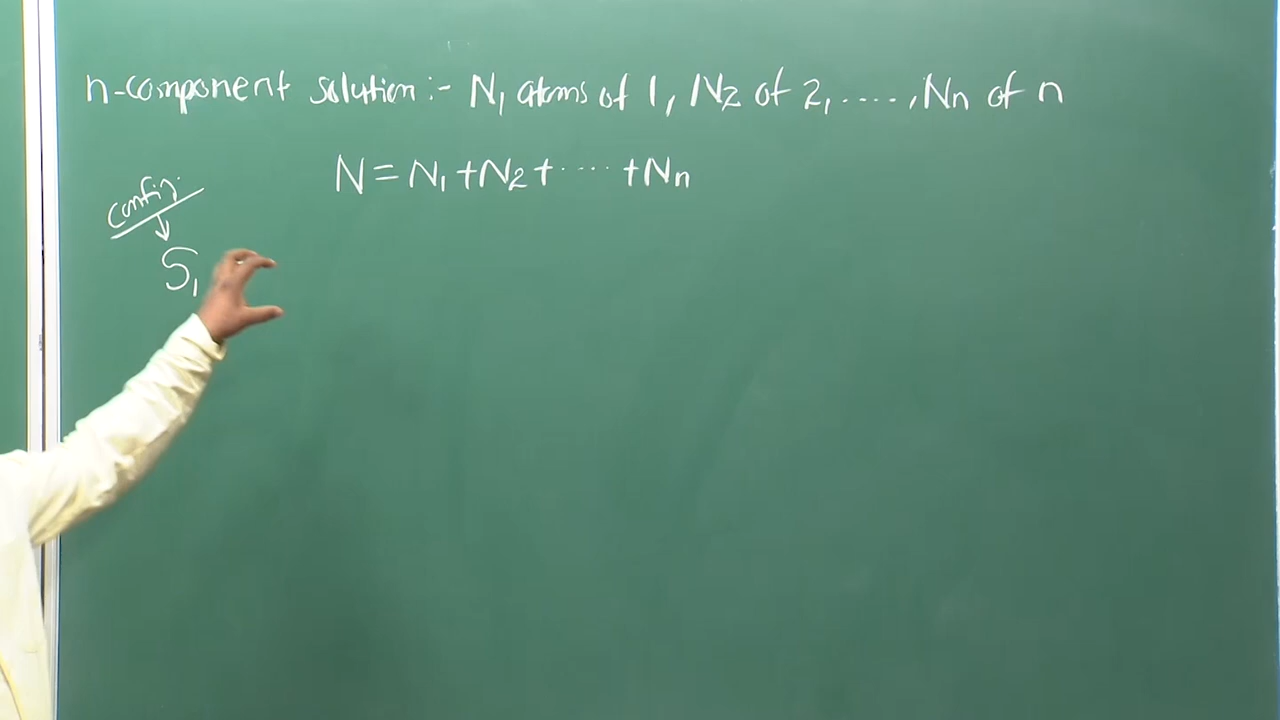 n-component solution :- N₁ atoms of 1, N₂ of 2, ....., Nn of n
N = N₁ + N₂ + ..... + Nn
Config.
↓
S₁